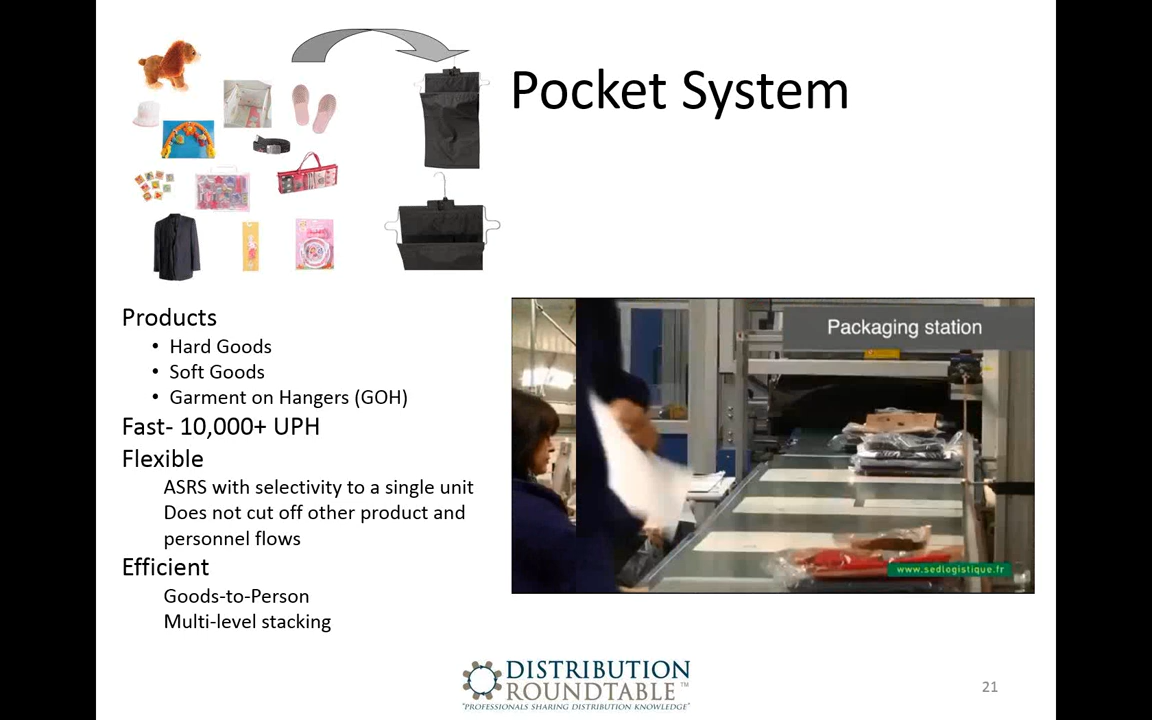 Pocket System
Products
• Hard Goods
• Soft Goods
• Garment on Hangers (GOH)
Fast- 10,000+ UPH
Flexible
ASRS with selectivity to a single unit
Does not cut off other product and
personnel flows
Efficient
Goods-to-Person
Multi-level stacking
Packaging station
www.sedlogistique.fr
DISTRIBUTION
ROUNDTABLE™
"PROFESSIONALS SHARING DISTRIBUTION KNOWLEDGE"
21